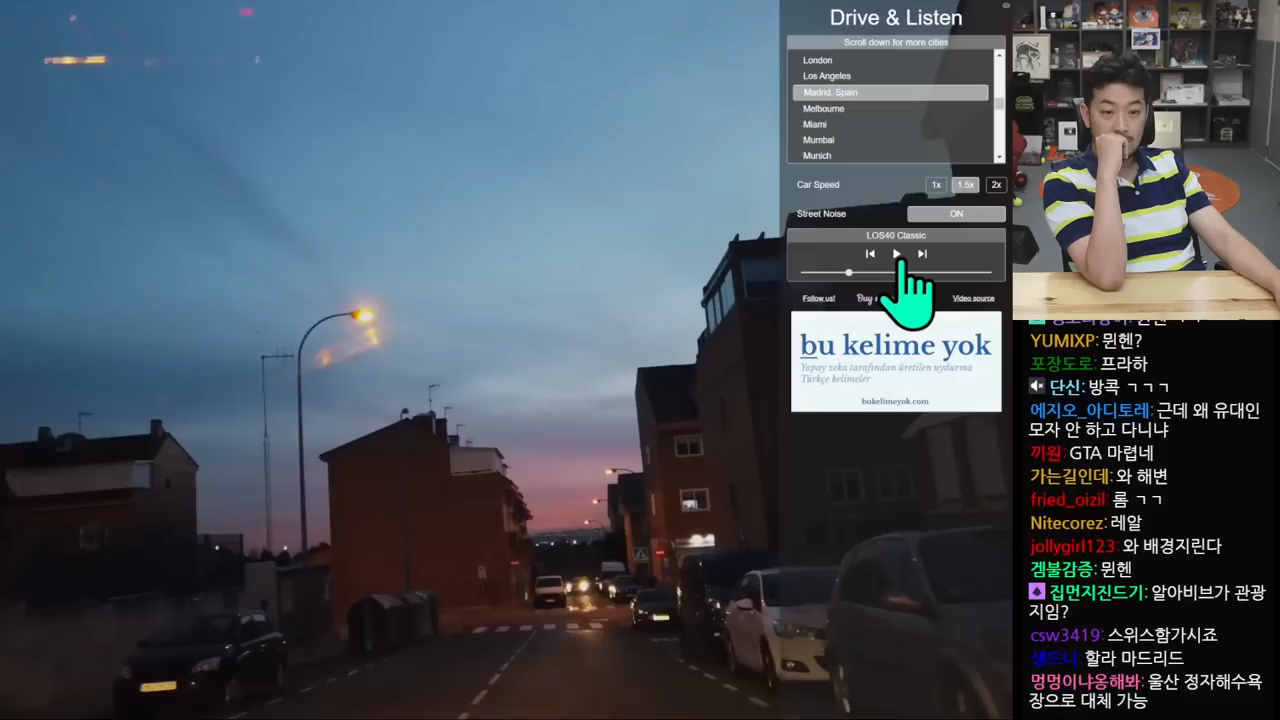 Drive & Listen
Scroll down for more cities
London
Los Angeles
Madrid, Spain
Melbourne
Miami
Mumbai
Munich
Car Speed 1x 1.5x 2x
Street Noise ON
LOS40 Classic
Follow us! Buy Video source
bu kelime yok
Yapay zeka tarafından üretilen uydurma
Türkçe kelimeler
bukelimeyok.com
YUMIXP:뮌헨?
포장도로: 프라하
단신: 방콕 ㄱㄱㄱ
에지오_아디토레: 근데 왜 유대인
모자 안 하고 다니냐
끼원: GTA 마렵네
가는길인데: 와 해변
fried_oizil: 롬 ㄱㄱ
Nitecorez: 레알
jollygirl123: 와 배경지린다
겜불감증: 뮌헨
집먼지진드기: 알아비브가 관광
지임?
csw3419: 스위스함가시죠
생드니: 할라 마드리드
멍멍이냐옹해봐: 울산 정자해수욕
장으로 대체 가능